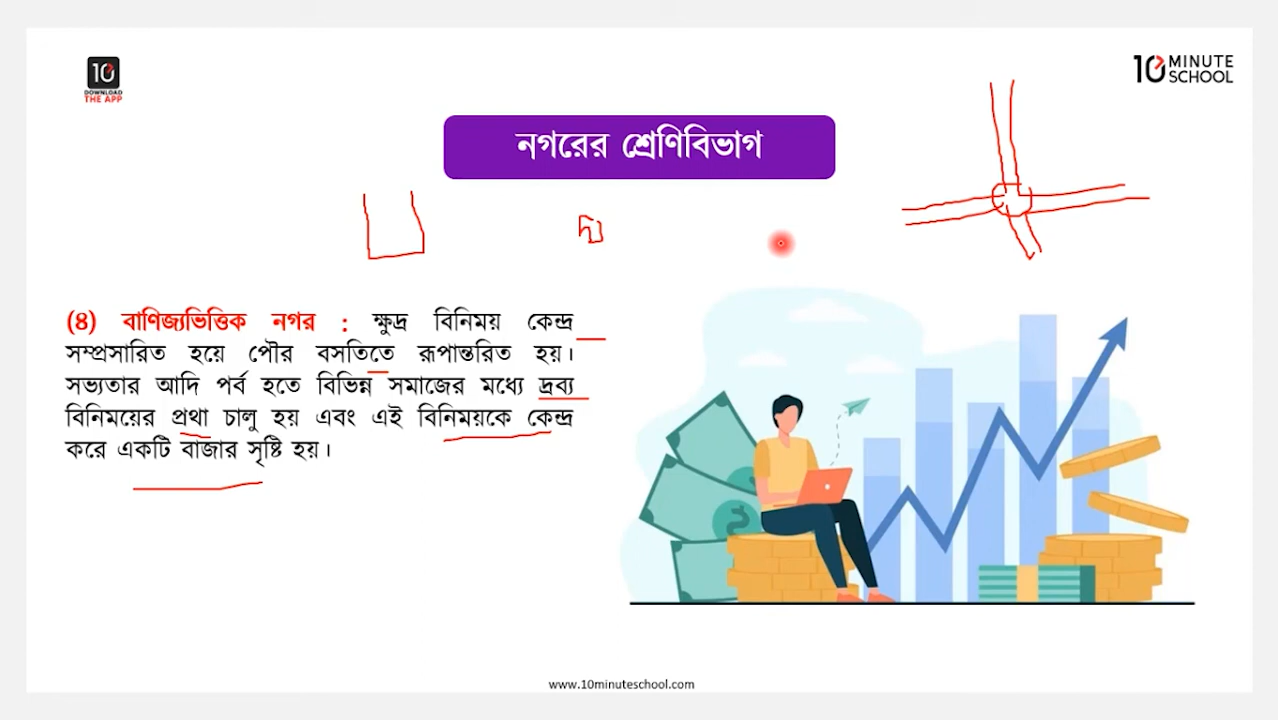 10
DOWNLOAD
THE APP
10 MINUTE
SCHOOL
নগরের শ্রেণিবিভাগ
(৪) বাণিজ্যভিত্তিক নগর : ক্ষুদ্র বিনিময় কেন্দ্র
সম্প্রসারিত হয়ে পৌর বসতিতে রূপান্তরিত হয়।
সভ্যতার আদি পর্ব হতে বিভিন্ন সমাজের মধ্যে দ্রব্য
বিনিময়ের প্রথা চালু হয় এবং এই বিনিময়কে কেন্দ্র
করে একটি বাজার সৃষ্টি হয়।
$
www.10minuteschool.com